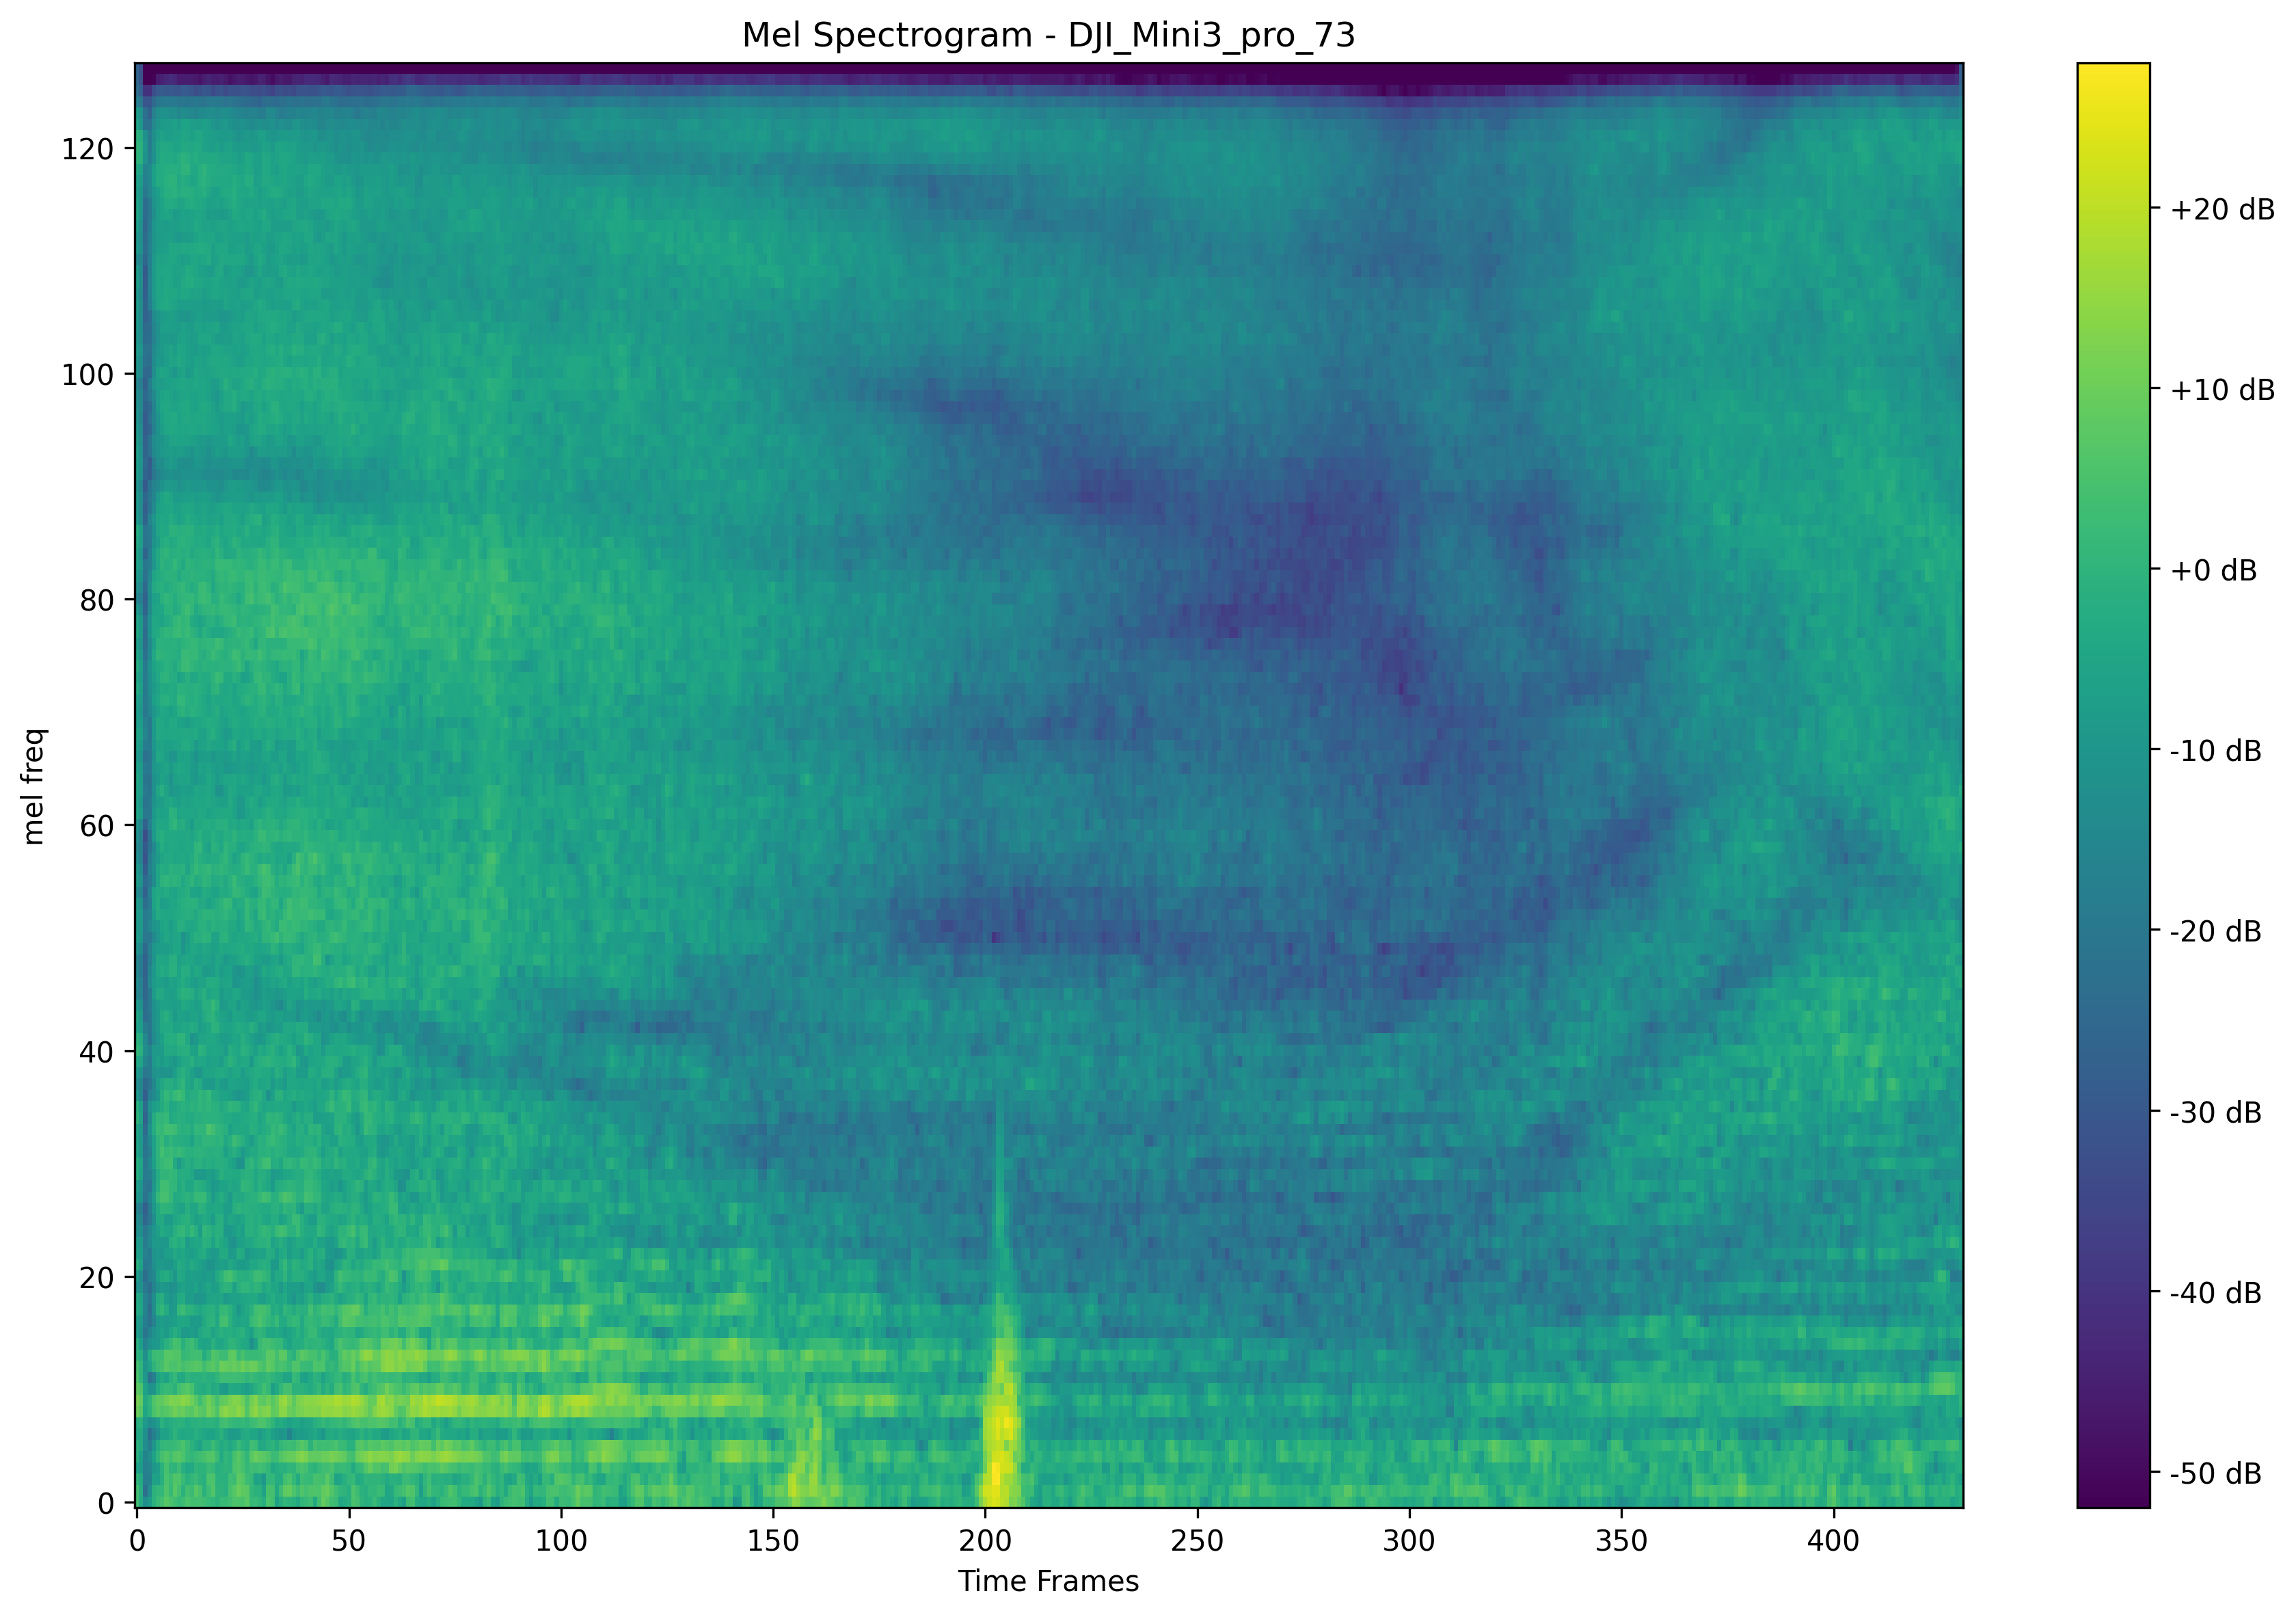 Mel Spectrogram - DJI_Mini3_pro_73
120
100
80
60
40
20
0
mel freq
0 50 100 150 200 250 300 350 400
Time Frames
+20 dB
+10 dB
+0 dB
-10 dB
-20 dB
-30 dB
-40 dB
-50 dB